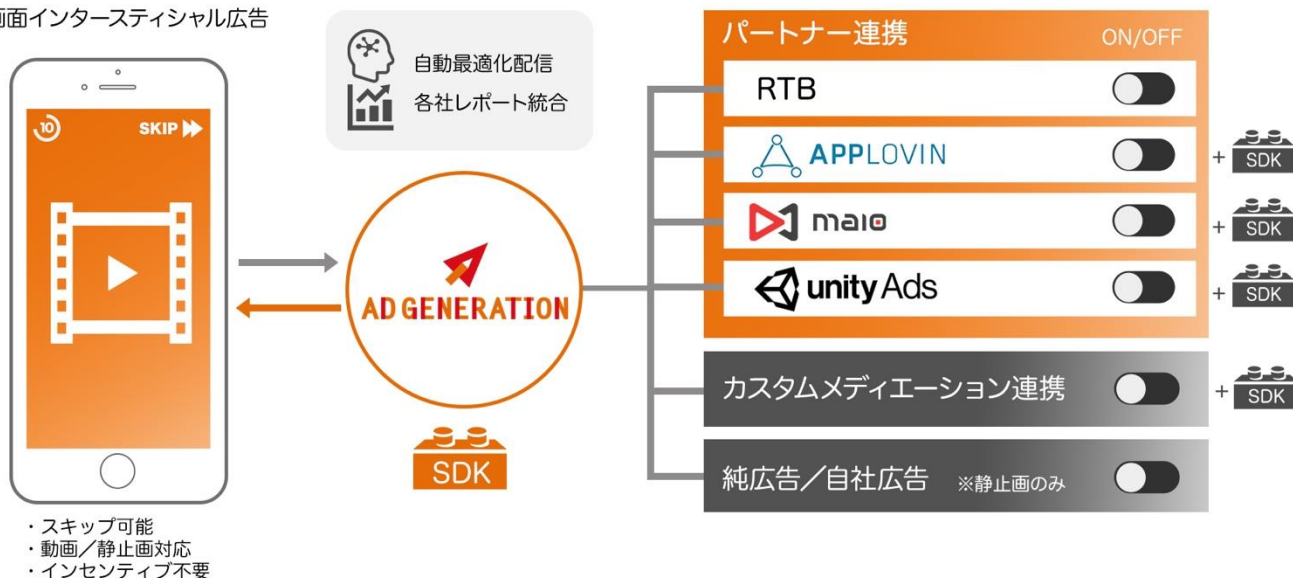 画面インタースティシャル広告
10
SKIP
・スキップ可能
・動画／静止画対応
・インセンティブ不要
自動最適化配信
各社レポート統合
AD GENERATION
SDK
パートナー連携 ON/OFF
RTB
APPLOVIN + SDK
maio + SDK
unity Ads + SDK
カスタムメディエーション連携 + SDK
純広告／自社広告 ※静止画のみ